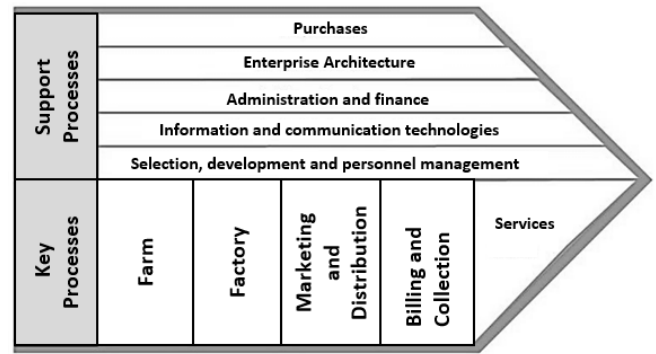 Support
Processes
Purchases
Enterprise Architecture
Administration and finance
Information and communication technologies
Selection, development and personnel management
Key
Processes
Farm
Factory
Marketing
and
Distribution
Billing and
Collection
Services